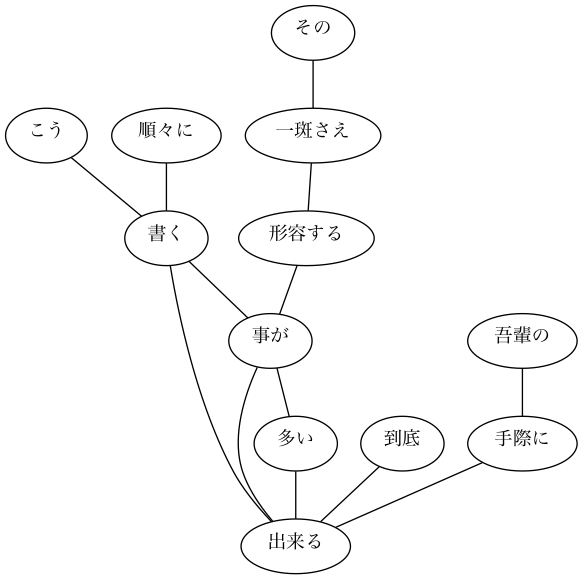 その
こう
順々に
一斑さえ
書く
形容する
事が
吾輩の
多い
到底
手際に
出来る